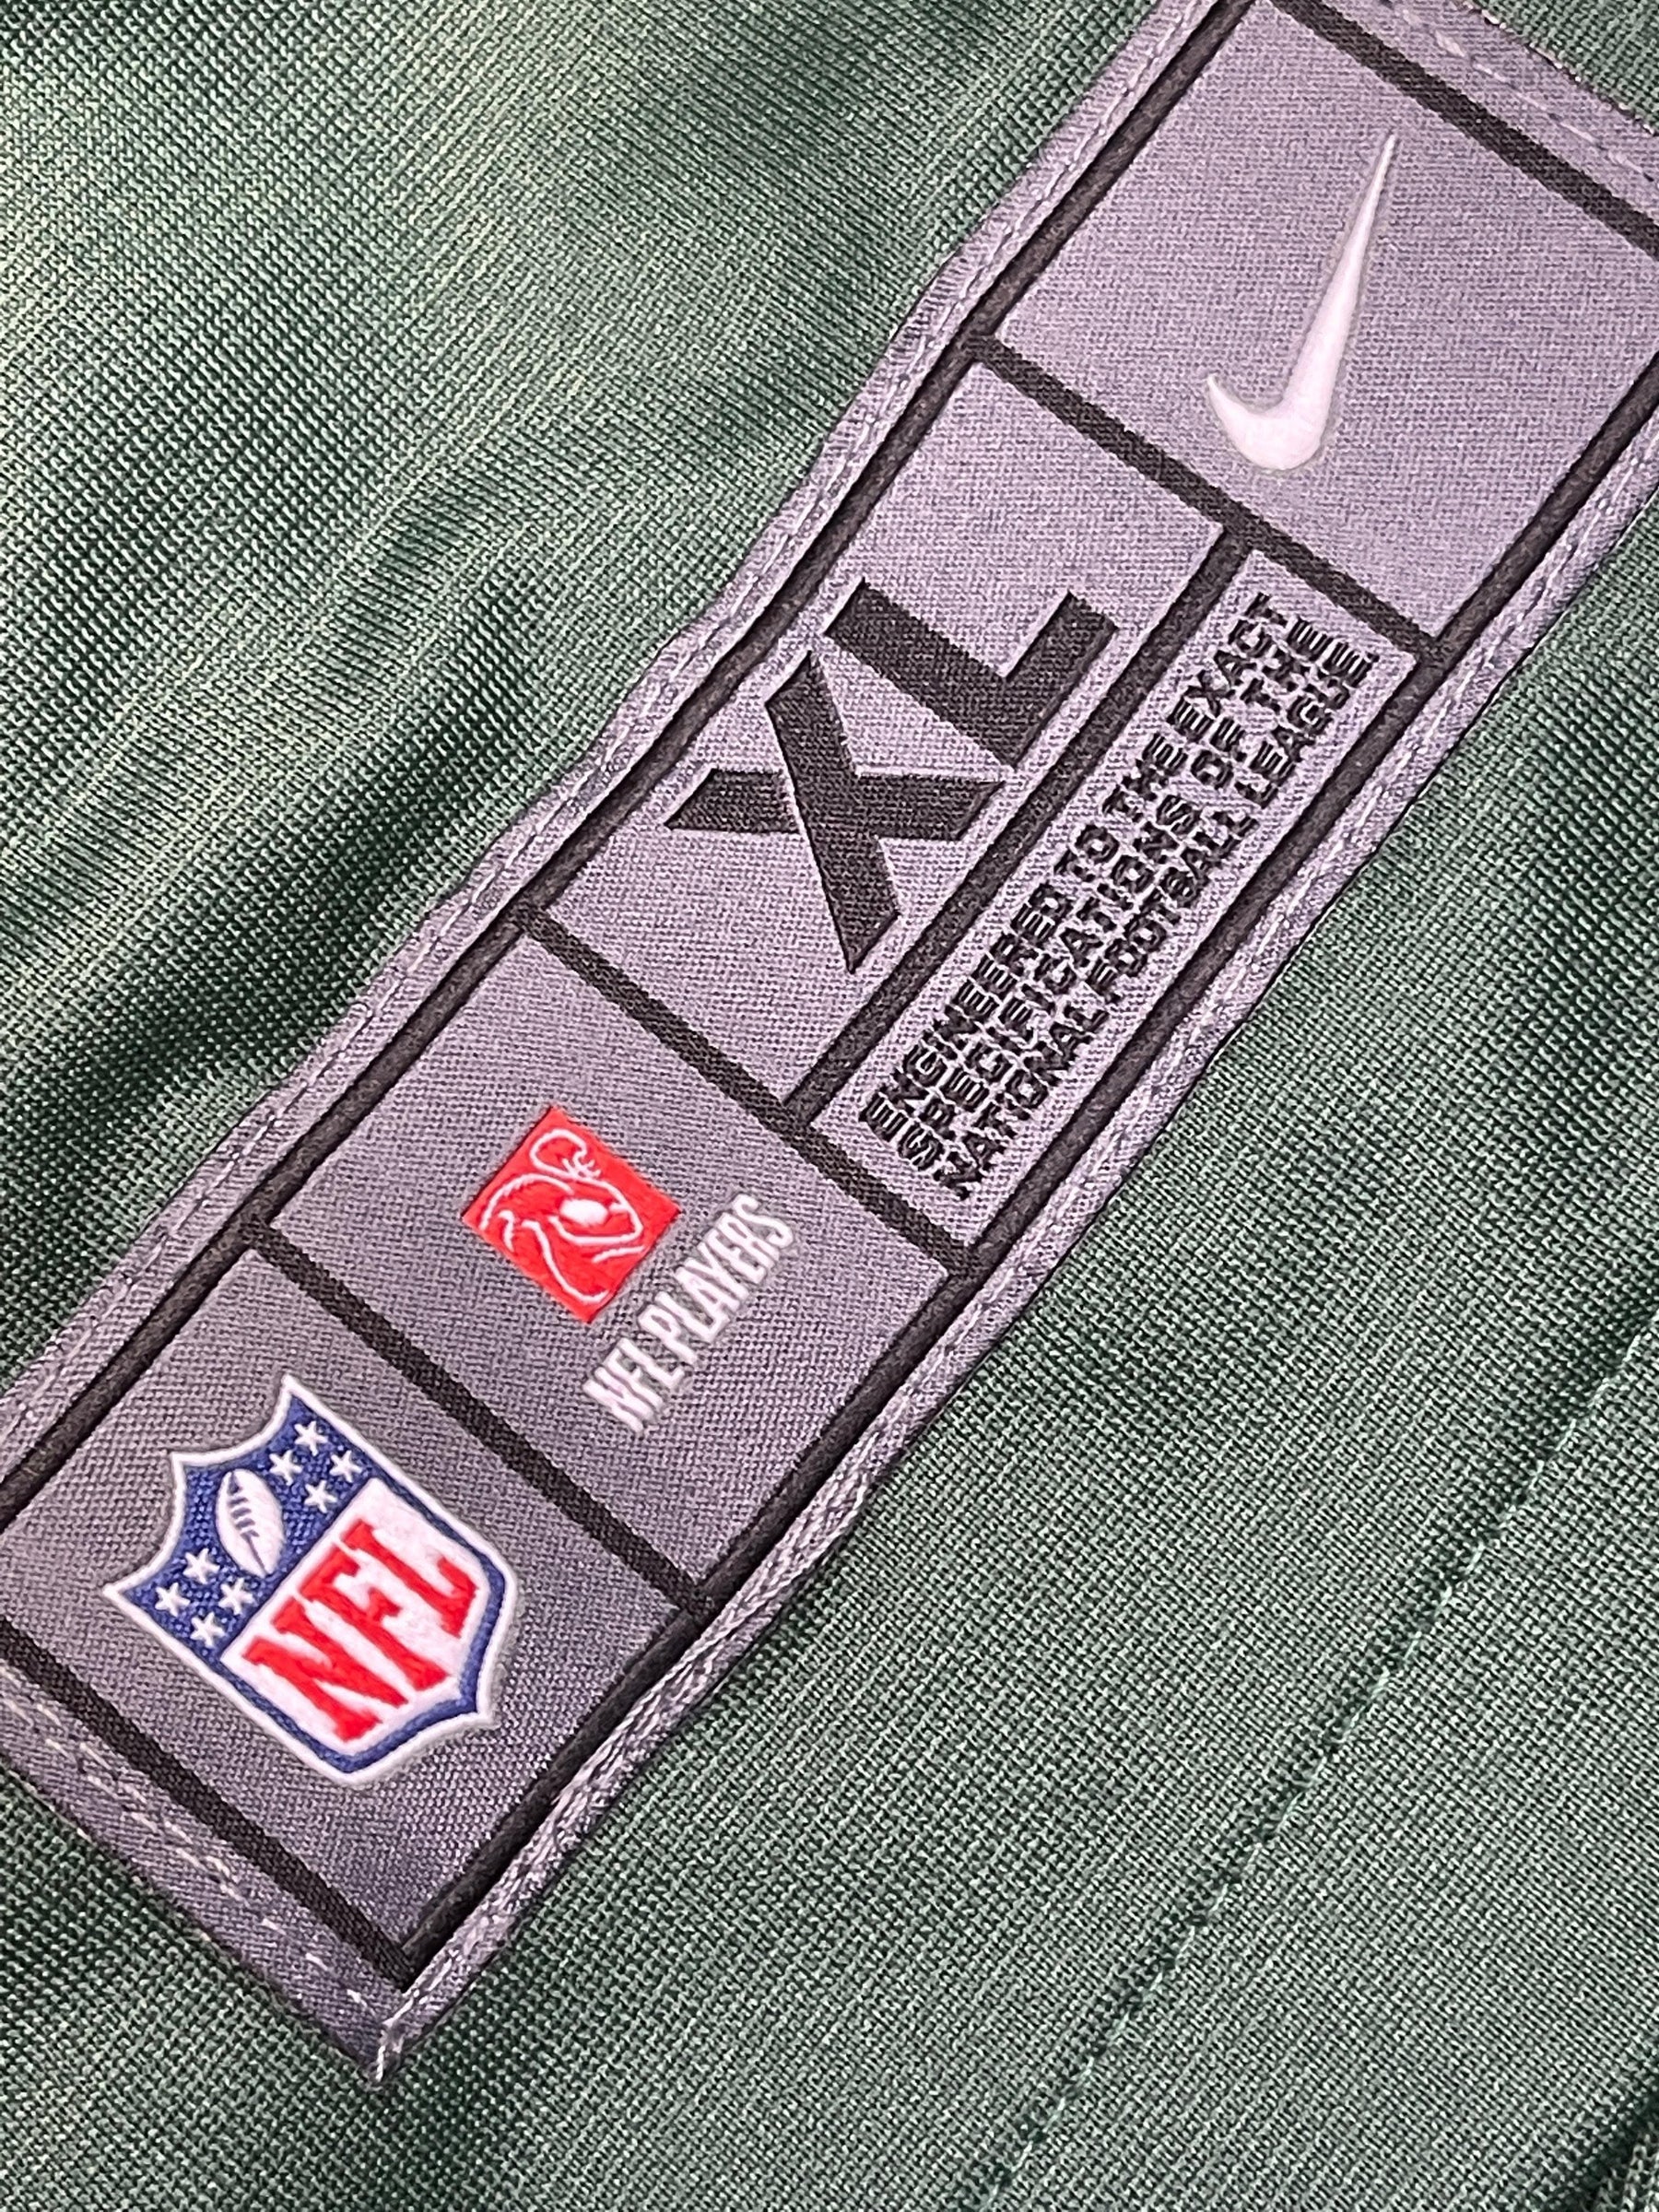 XL
ENGINEERED TO THE EXACT
SPECIFICATIONS OF THE
NATIONAL FOOTBALL LEAGUE.
NFL PLAYERS
NFL